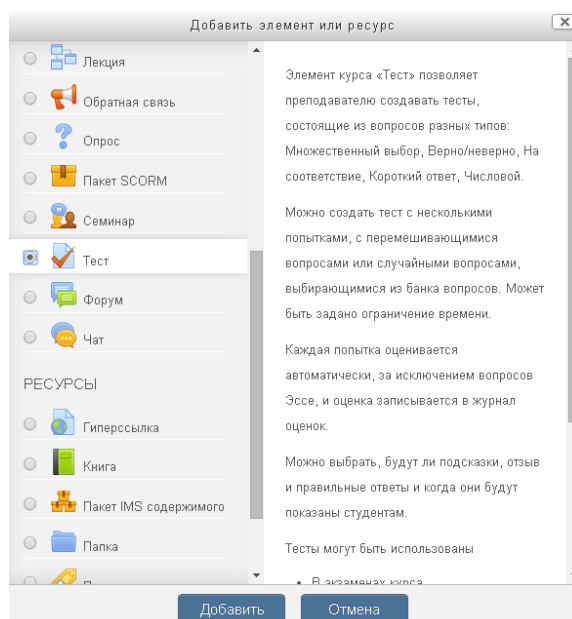 Добавить элемент или ресурс
Лекция
Обратная связь
Опрос
Пакет SCORM
Семинар
Тест
Форум
Чат
РЕСУРСЫ
Гиперссылка
Книга
Пакет IMS содержимого
Папка
Элемент курса «Тест» позволяет
преподавателю создавать тесты,
состоящие из вопросов разных типов:
Множественный выбор, Верно/неверно, На
соответствие, Короткий ответ, Числовой.
Можно создать тест с несколькими
попытками, с перемешивающимися
вопросами или случайными вопросами,
выбирающимися из банка вопросов. Может
быть задано ограничение времени.
Каждая попытка оценивается
автоматически, за исключением вопросов
Эссе, и оценка записывается в журнал
оценок.
Можно выбрать, будут ли подсказки, отзыв
и правильные ответы и когда они будут
показаны студентам.
Тесты могут быть использованы
• В экзаменах курса
Добавить
Отмена